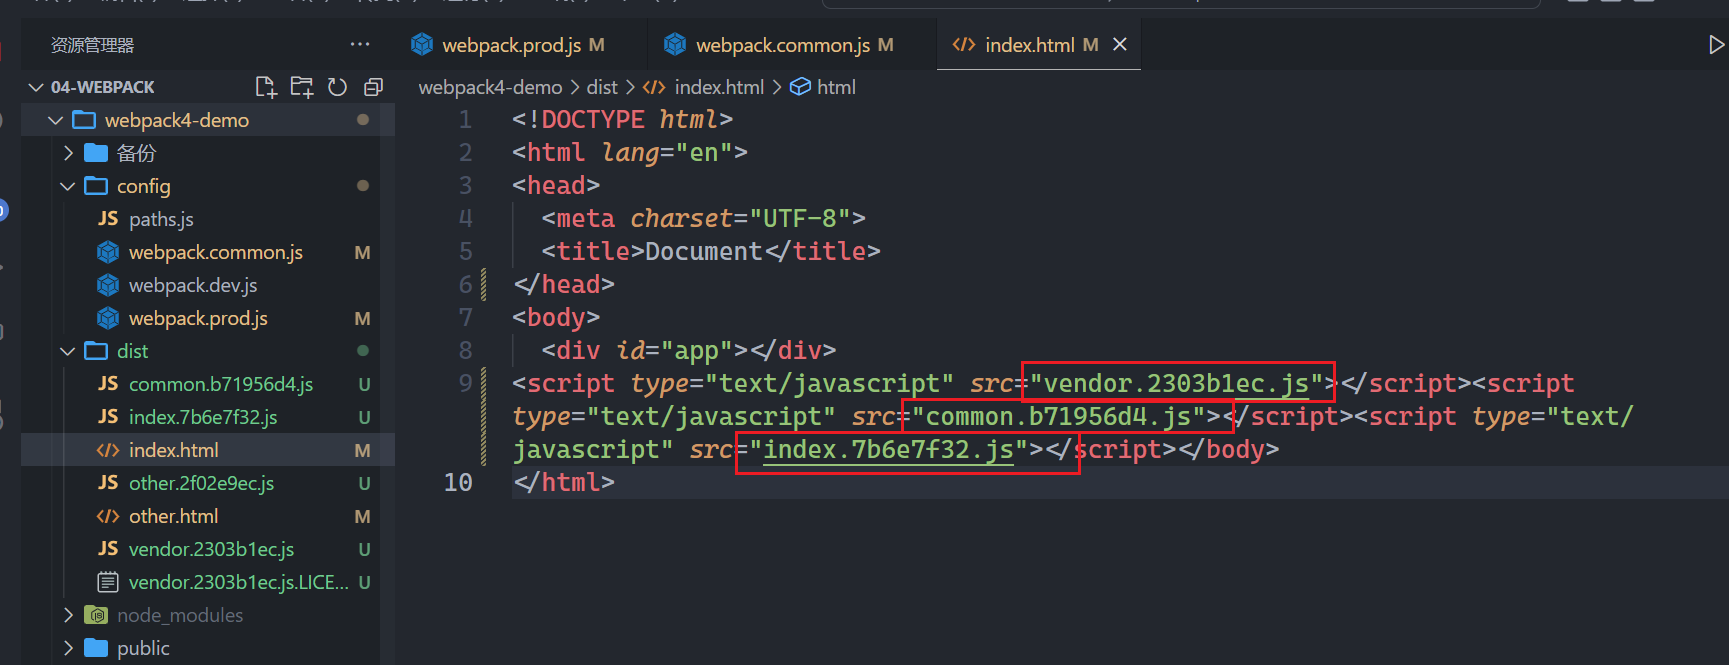 资源管理器 ···
webpack.prod.js M
webpack.common.js M
index.html M
04-WEBPACK
webpack4-demo > dist > index.html > html
webpack4-demo
备份
config
JS paths.js
webpack.common.js M
webpack.dev.js
webpack.prod.js M
dist
JS common.b71956d4.js U
JS index.7b6e7f32.js U
index.html M
JS other.2f02e9ec.js U
other.html M
JS vendor.2303b1ec.js U
vendor.2303b1ec.js.LICE... U
node_modules
public
1 <!DOCTYPE html>
2 <html lang="en">
3 <head>
4 <meta charset="UTF-8">
5 <title>Document</title>
6 </head>
7 <body>
8 <div id="app"></div>
9 <script type="text/javascript" src="vendor.2303b1ec.js"></script><script
type="text/javascript" src="common.b71956d4.js"></script><script type="text/
javascript" src="index.7b6e7f32.js"></script></body>
10 </html>